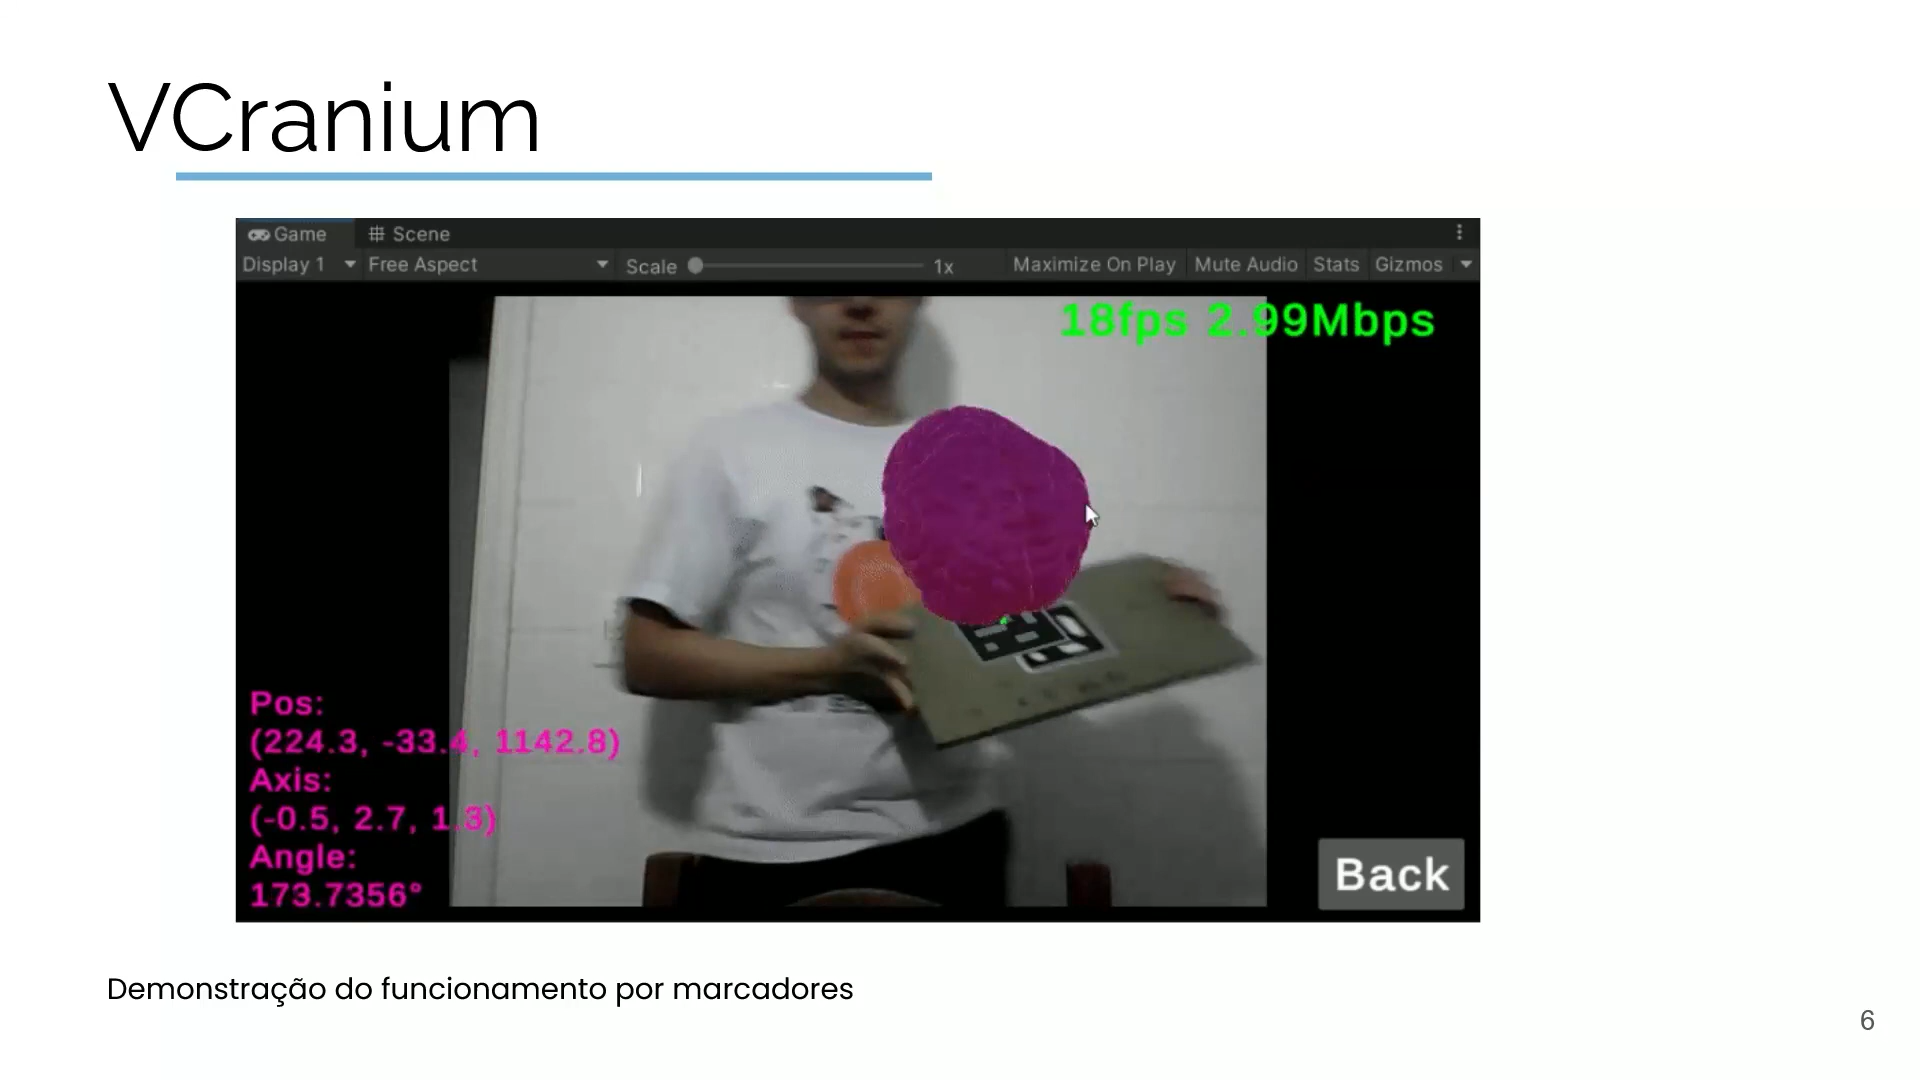 VCranium
Game
Scene
Display 1
Free Aspect
Scale
1x
Maximize On Play
Mute Audio
Stats
Gizmos
18fps 2.99Mbps
Pos:
(224.3, -33.4, 1142.8)
Axis:
(-0.5, 2.7, 1.3)
Angle:
173.7356°
Back
Demonstração do funcionamento por marcadores
6